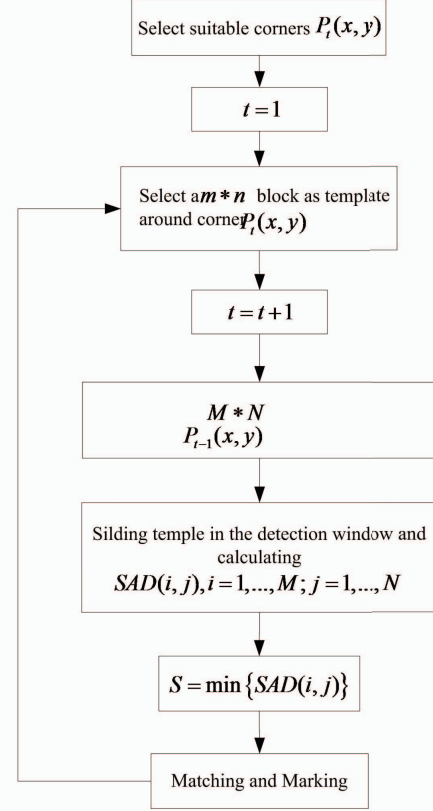 Select suitable corners P_t(x, y)
t = 1
Select a m * n block as template
around corner P_t(x, y)
t = t + 1
M * N
P_{t-1}(x, y)
Silding temple in the detection window and
calculating
SAD(i, j), i = 1,..., M; j = 1,..., N
S = min{SAD(i, j)}
Matching and Marking